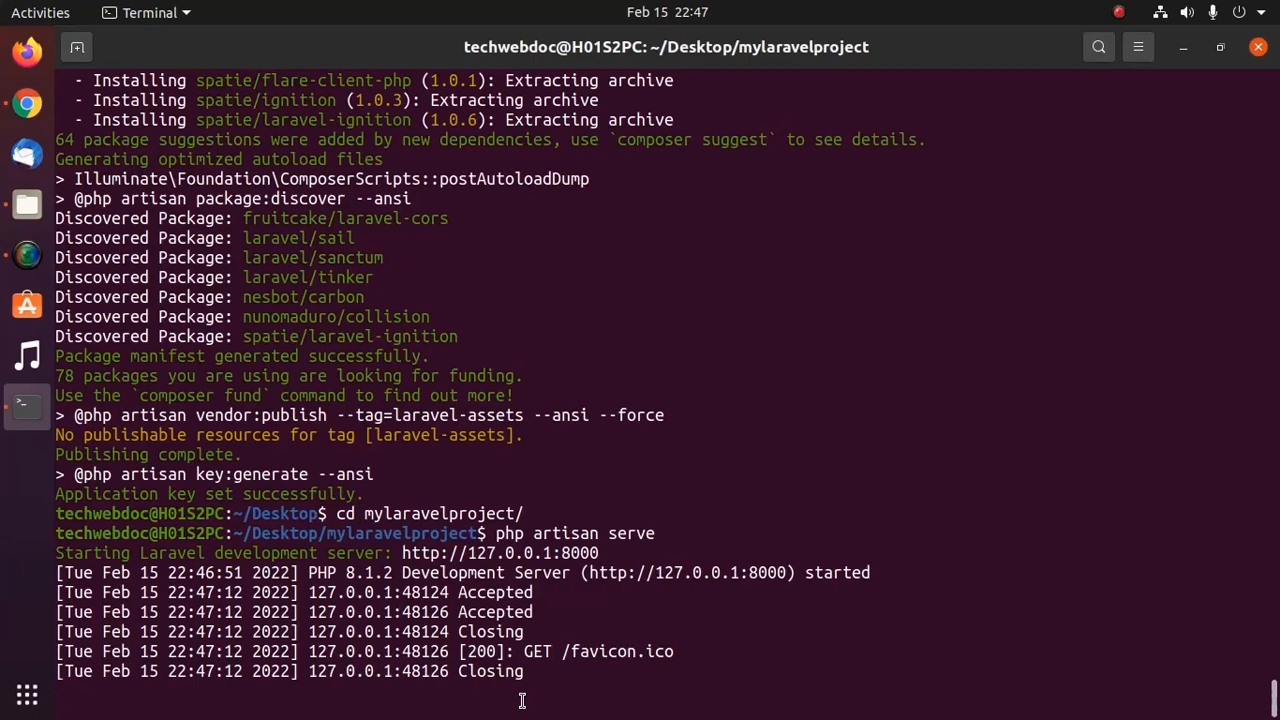 Activities
Terminal
Feb 15 22:47
techwebdoc@H01S2PC: ~/Desktop/mylaravelproject
- Installing spatie/flare-client-php (1.0.1): Extracting archive
- Installing spatie/ignition (1.0.3): Extracting archive
- Installing spatie/laravel-ignition (1.0.6): Extracting archive
64 package suggestions were added by new dependencies, use `composer suggest` to see details.
Generating optimized autoload files
> Illuminate\Foundation\ComposerScripts::postAutoloadDump
> @php artisan package:discover --ansi
Discovered Package: fruitcake/laravel-cors
Discovered Package: laravel/sail
Discovered Package: laravel/sanctum
Discovered Package: laravel/tinker
Discovered Package: nesbot/carbon
Discovered Package: nunomaduro/collision
Discovered Package: spatie/laravel-ignition
Package manifest generated successfully.
78 packages you are using are looking for funding.
Use the `composer fund` command to find out more!
> @php artisan vendor:publish --tag=laravel-assets --ansi --force
No publishable resources for tag [laravel-assets].
Publishing complete.
> @php artisan key:generate --ansi
Application key set successfully.
techwebdoc@H01S2PC:~/Desktop$ cd mylaravelproject/
techwebdoc@H01S2PC:~/Desktop/mylaravelproject$ php artisan serve
Starting Laravel development server: http://127.0.0.1:8000
[Tue Feb 15 22:46:51 2022] PHP 8.1.2 Development Server (http://127.0.0.1:8000) started
[Tue Feb 15 22:47:12 2022] 127.0.0.1:48124 Accepted
[Tue Feb 15 22:47:12 2022] 127.0.0.1:48126 Accepted
[Tue Feb 15 22:47:12 2022] 127.0.0.1:48124 Closing
[Tue Feb 15 22:47:12 2022] 127.0.0.1:48126 [200]: GET /favicon.ico
[Tue Feb 15 22:47:12 2022] 127.0.0.1:48126 Closing